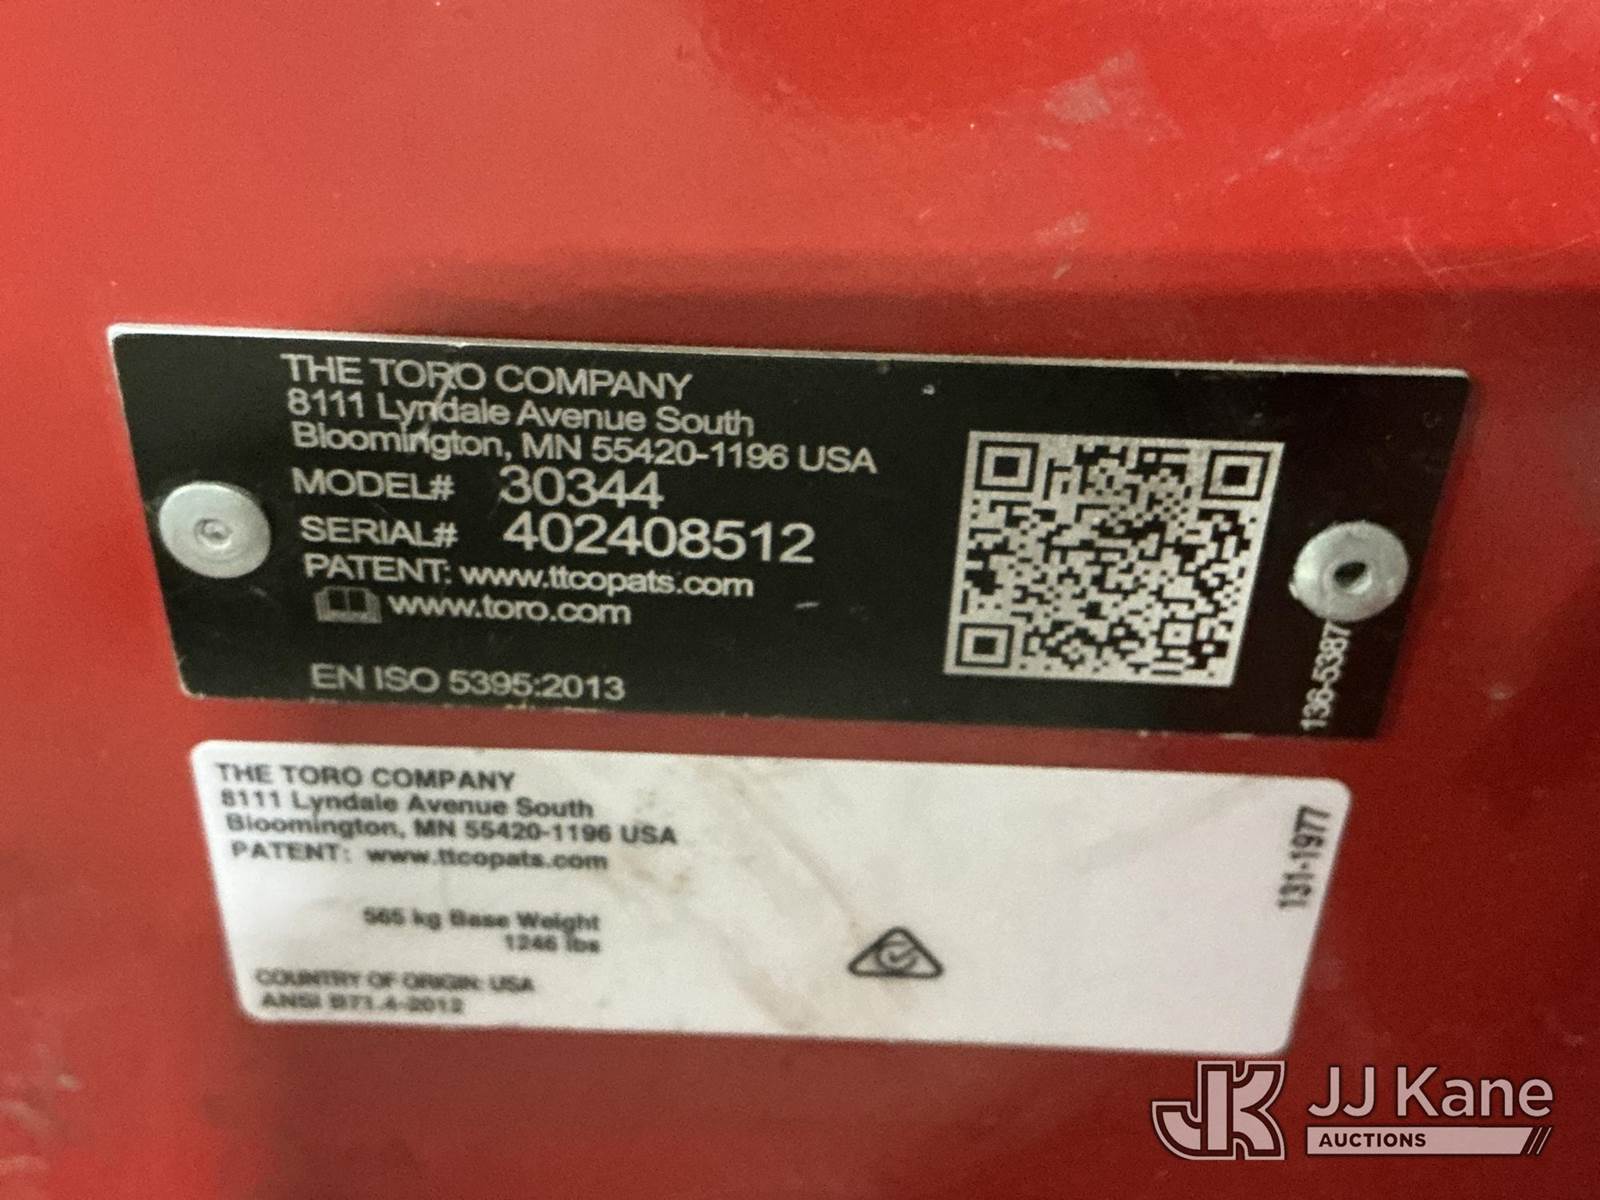 THE TORO COMPANY
8111 Lyndale Avenue South
Bloomington, MN 55420-1196 USA
MODEL# 30344
SERIAL# 402408512
PATENT: www.ttcopats.com
www.toro.com
EN ISO 5395:2013
136-5387
THE TORO COMPANY
8111 Lyndale Avenue South
Bloomington, MN 55420-1196 USA
PATENT: www.ttcopats.com
565 kg Base Weight
1246 lbs
COUNTRY OF ORIGIN: USA
ANSI B71.4-2012
131-1977
JK JJ Kane
AUCTIONS